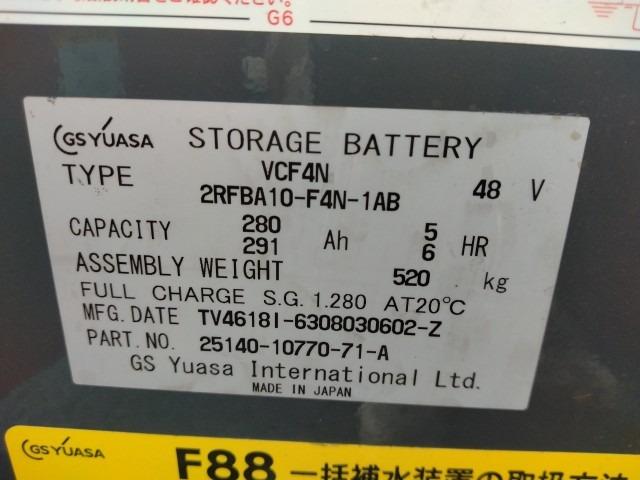 G6
GS YUASA STORAGE BATTERY
TYPE VCF4N 48 V
2RFBA10-F4N-1AB
CAPACITY 280 Ah 5 HR
291 6
ASSEMBLY WEIGHT 520 kg
FULL CHARGE S.G. 1.280 AT20℃
MFG. DATE TV4618I-6308030602-Z
PART. NO. 25140-10770-71-A
GS Yuasa International Ltd.
MADE IN JAPAN
GS YUASA F88 一括補水装置の取扱方法